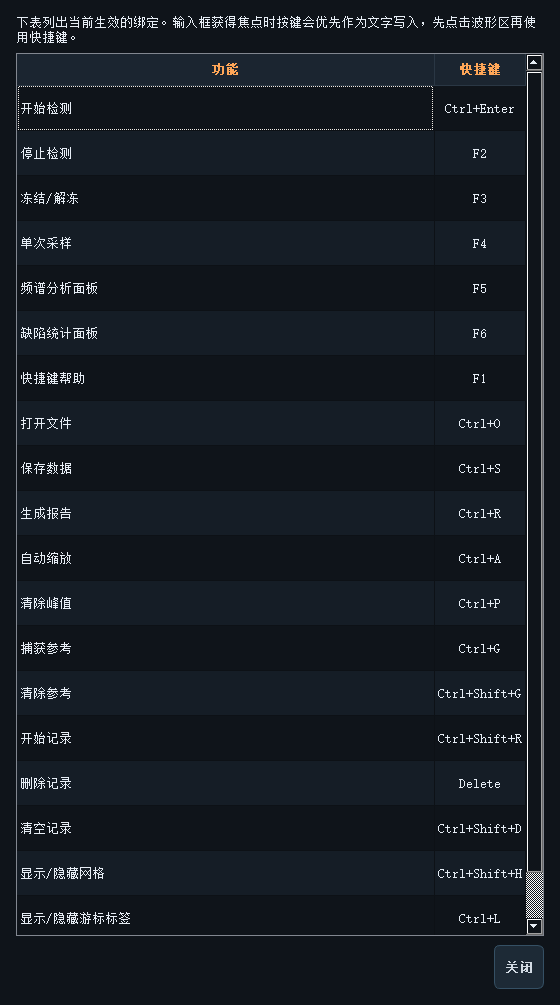 下表列出当前生效的绑定。输入框获得焦点时按键会优先作为文字写入，先点击波形区再使
用快捷键。
功能 快捷键
开始检测 Ctrl+Enter
停止检测 F2
冻结/解冻 F3
单次采样 F4
频谱分析面板 F5
缺陷统计面板 F6
快捷键帮助 F1
打开文件 Ctrl+O
保存数据 Ctrl+S
生成报告 Ctrl+R
自动缩放 Ctrl+A
清除峰值 Ctrl+P
捕获参考 Ctrl+G
清除参考 Ctrl+Shift+G
开始记录 Ctrl+Shift+R
删除记录 Delete
清空记录 Ctrl+Shift+D
显示/隐藏网格 Ctrl+Shift+H
显示/隐藏游标标签 Ctrl+L
关闭